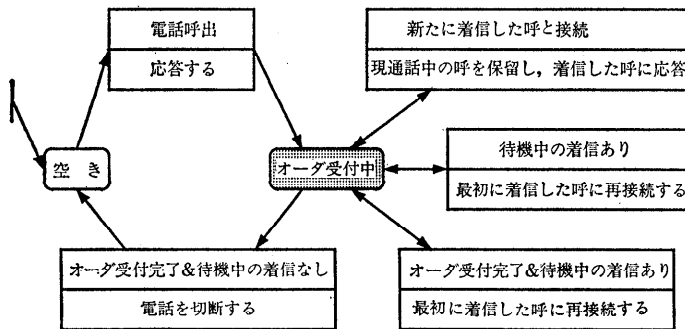 電話呼出
応答する
新たに着信した呼と接続
現通話中の呼を保留し，着信した呼に応答
空き
オーダ受付中
待機中の着信あり
最初に着信した呼に再接続する
オーダ受付完了&待機中の着信なし
電話を切断する
オーダ受付完了&待機中の着信あり
最初に着信した呼に再接続する